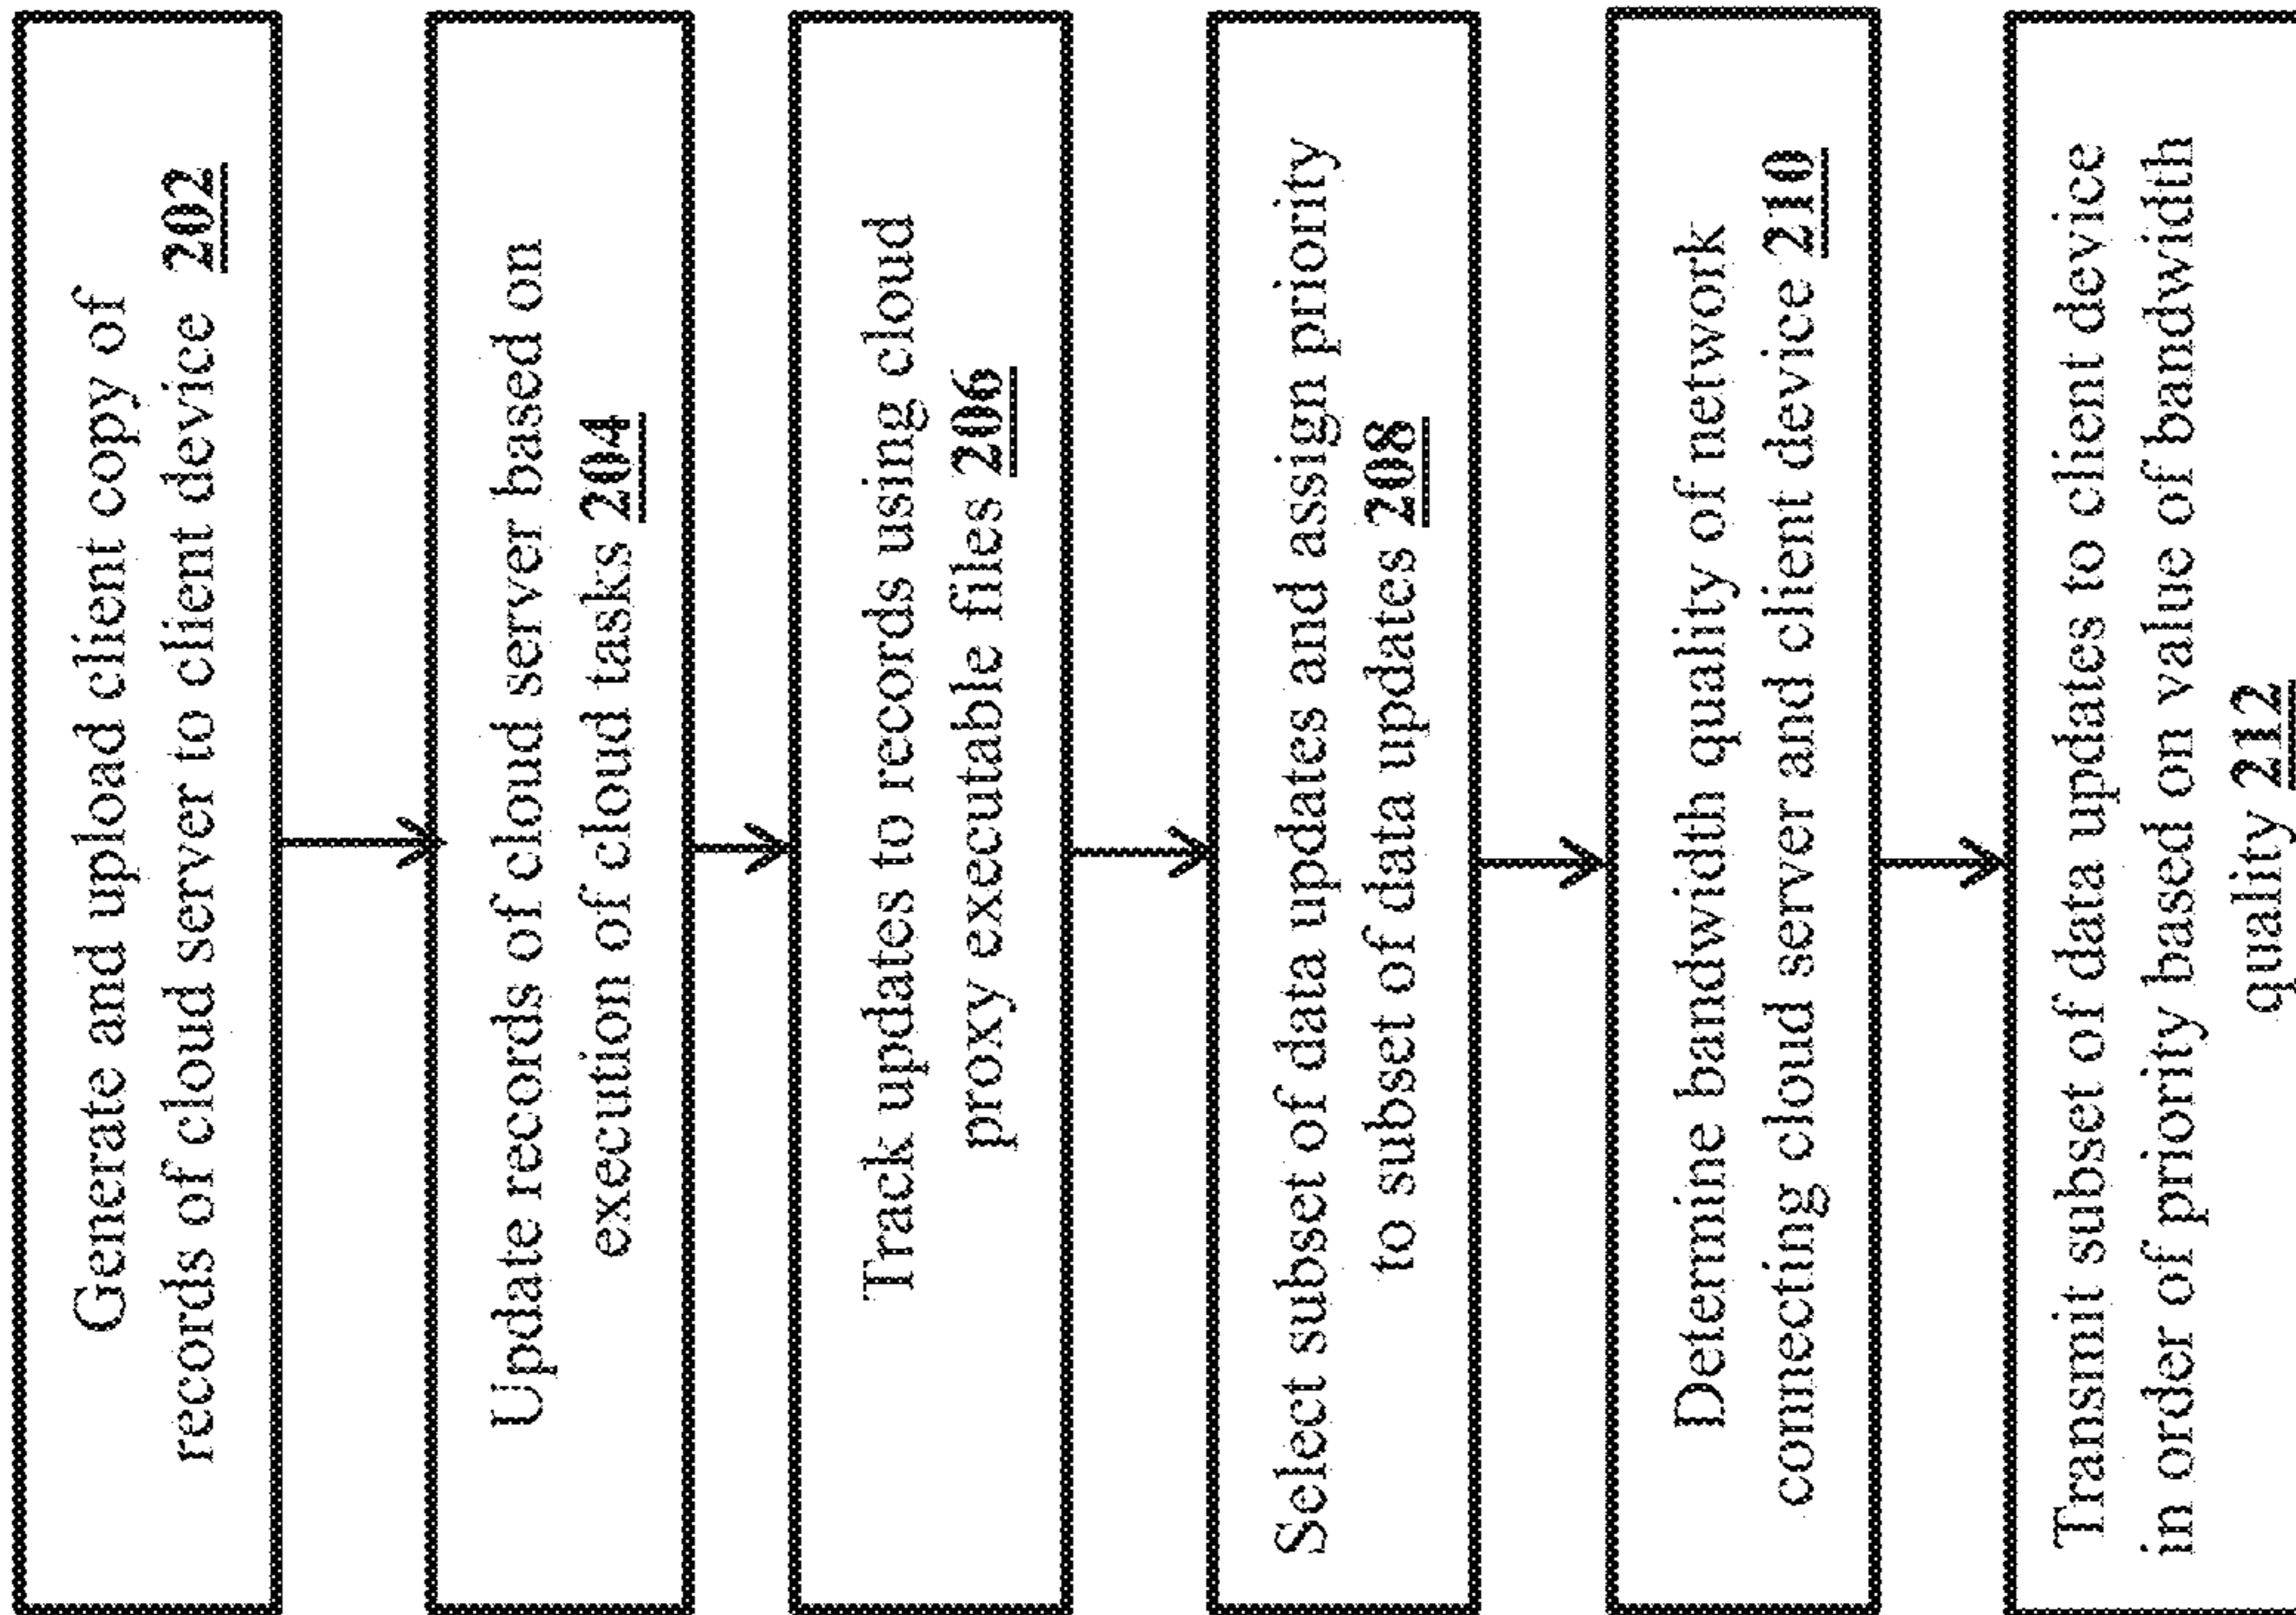 Generate and upload client copy of
records of cloud server to client device 202
Update records of cloud server based on
execution of cloud tasks 204
Track updates to records using cloud
proxy executable files 206
Select subset of data updates and assign priority
to subset of data updates 208
Determine bandwidth quality of network
connecting cloud server and client device 210
Transmit subset of data updates to client device
in order of priority based on value of bandwidth
quality 212